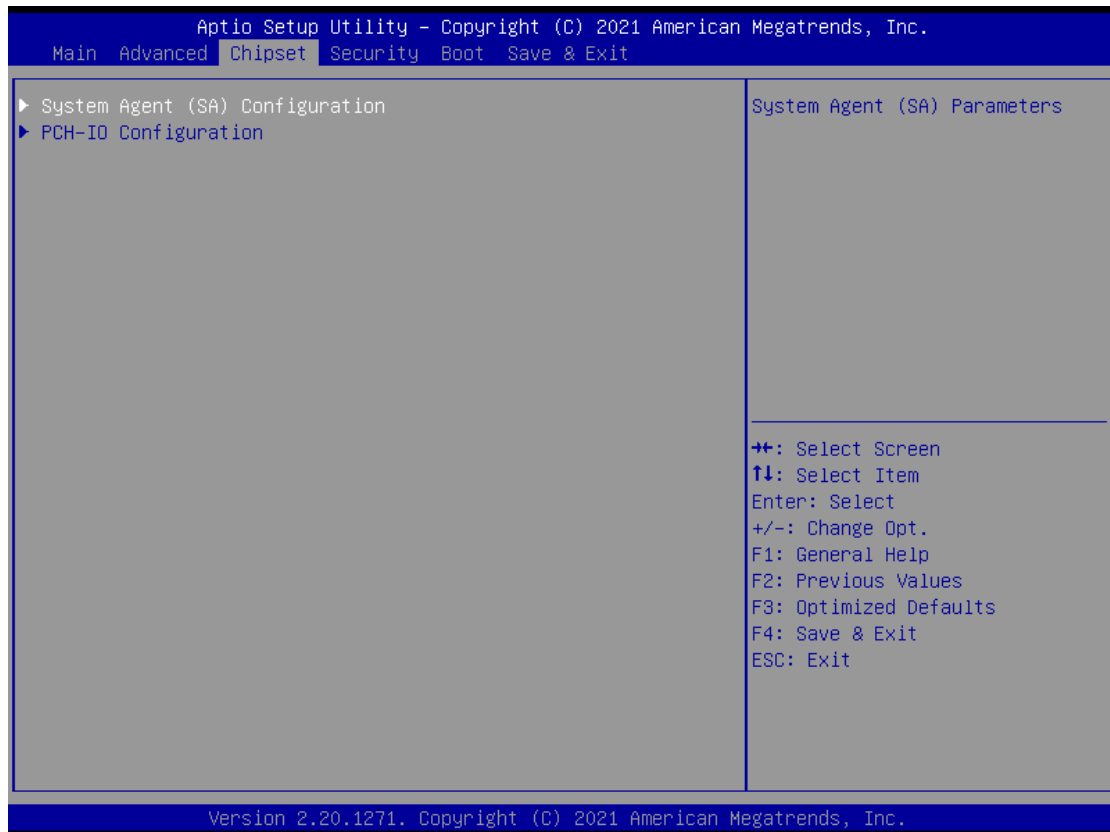 Aptio Setup Utility – Copyright (C) 2021 American Megatrends, Inc.
Main Advanced Chipset Security Boot Save & Exit
▶ System Agent (SA) Configuration
▶ PCH-IO Configuration
System Agent (SA) Parameters
→←: Select Screen
↑↓: Select Item
Enter: Select
+/-: Change Opt.
F1: General Help
F2: Previous Values
F3: Optimized Defaults
F4: Save & Exit
ESC: Exit
Version 2.20.1271. Copyright (C) 2021 American Megatrends, Inc.